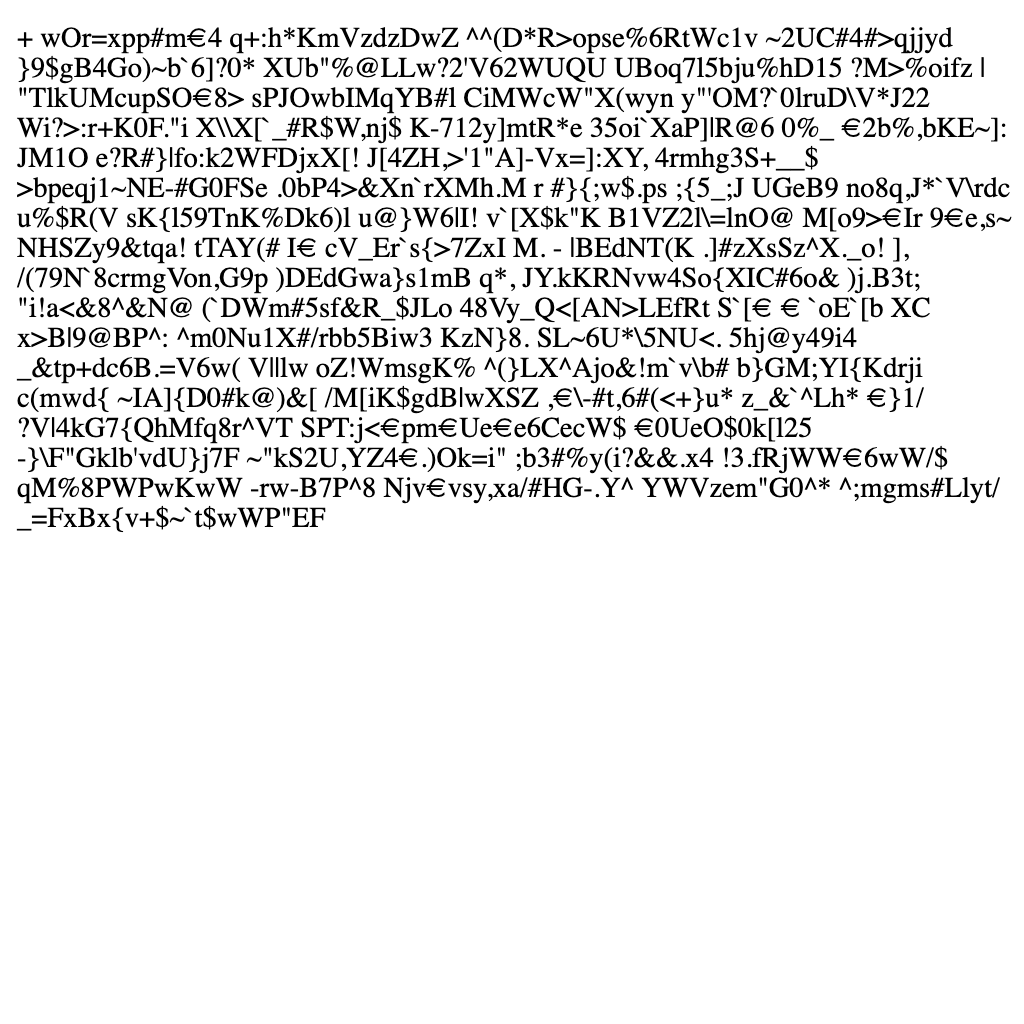 + wOr=xpp#m€4 q+:h*KmVzdzDwZ ^^(D*R>opse%6RtWc1v ~2UC#4#>qjjyd
}9$gB4Go)~b`6]?0* XUb"%@LLw?2'V62WUQU UBoq7l5bju%hD15 ?M>%oifz |
"TlkUMcupSO€8> sPJOwbIMqYB#l CiMWcW"X(wyn y"'OM?`0lruD\V*J22
Wi?>:r+K0F."i X\\X[`_#R$W,nj$ K-712y]mtR*e 35oi`XaP]|R@6 0%_ €2b%,bKE~]:
JM1O e?R#}|fo:k2WFDjxX[! J[4ZH,>'1"A]-Vx=]:XY, 4rmhg3S+__$
>bpeqj1~NE-#G0FSe .0bP4>&Xn`rXMh.M r #}{;w$.ps ;{5_;J UGeB9 no8q,J*`V\rdc
u%$R(V sK{l59TnK%Dk6)l u@}W6|I! v`[X$k"K B1VZ2l\=lnO@ M[o9>€Ir 9€e,s~
NHSZy9&tqa! tTAY(# I€ cV_Er`s{>7ZxI M. - |BEdNT(K .]#zXsSz^X._o! ],
/(79N`8crmgVon,G9p )DEdGwa}s1mB q*, JY.kKRNvw4So{XIC#6o& )j.B3t;
"i!a<&8^&N@ (`DWm#5sf&R_$JLo 48Vy_Q<[AN>LEfRt S`[€ € `oE`[b XC
x>B|9@BP^: ^m0Nu1X#/rbb5Biw3 KzN}8. SL~6U*\5NU<. 5hj@y49i4
_&tp+dc6B.=V6w( V||lw oZ!WmsgK% ^(}LX^Ajo&!m`v\b# b}GM;YI{Kdrji
c(mwd{ ~IA]{D0#k@)&[ /M[iK$gdB|wXSZ ,€\-#t,6#(<+}u* z_&`^Lh* €}1/
?V|4kG7{QhMfq8r^VT SPT:j<€pm€Ue€e6CecW$ €0UeO$0k[l25
-}\F"Gklb'vdU}j7F ~"kS2U,YZ4€.)Ok=i" ;b3#%y(i?&&.x4 !3.fRjWW€6wW/$
qM%8PWPwKwW -rw-B7P^8 Njv€vsy,xa/#HG-.Y^ YWVzem"G0^* ^;mgms#Llyt/
_=FxBx{v+$~`t$wWP"EF